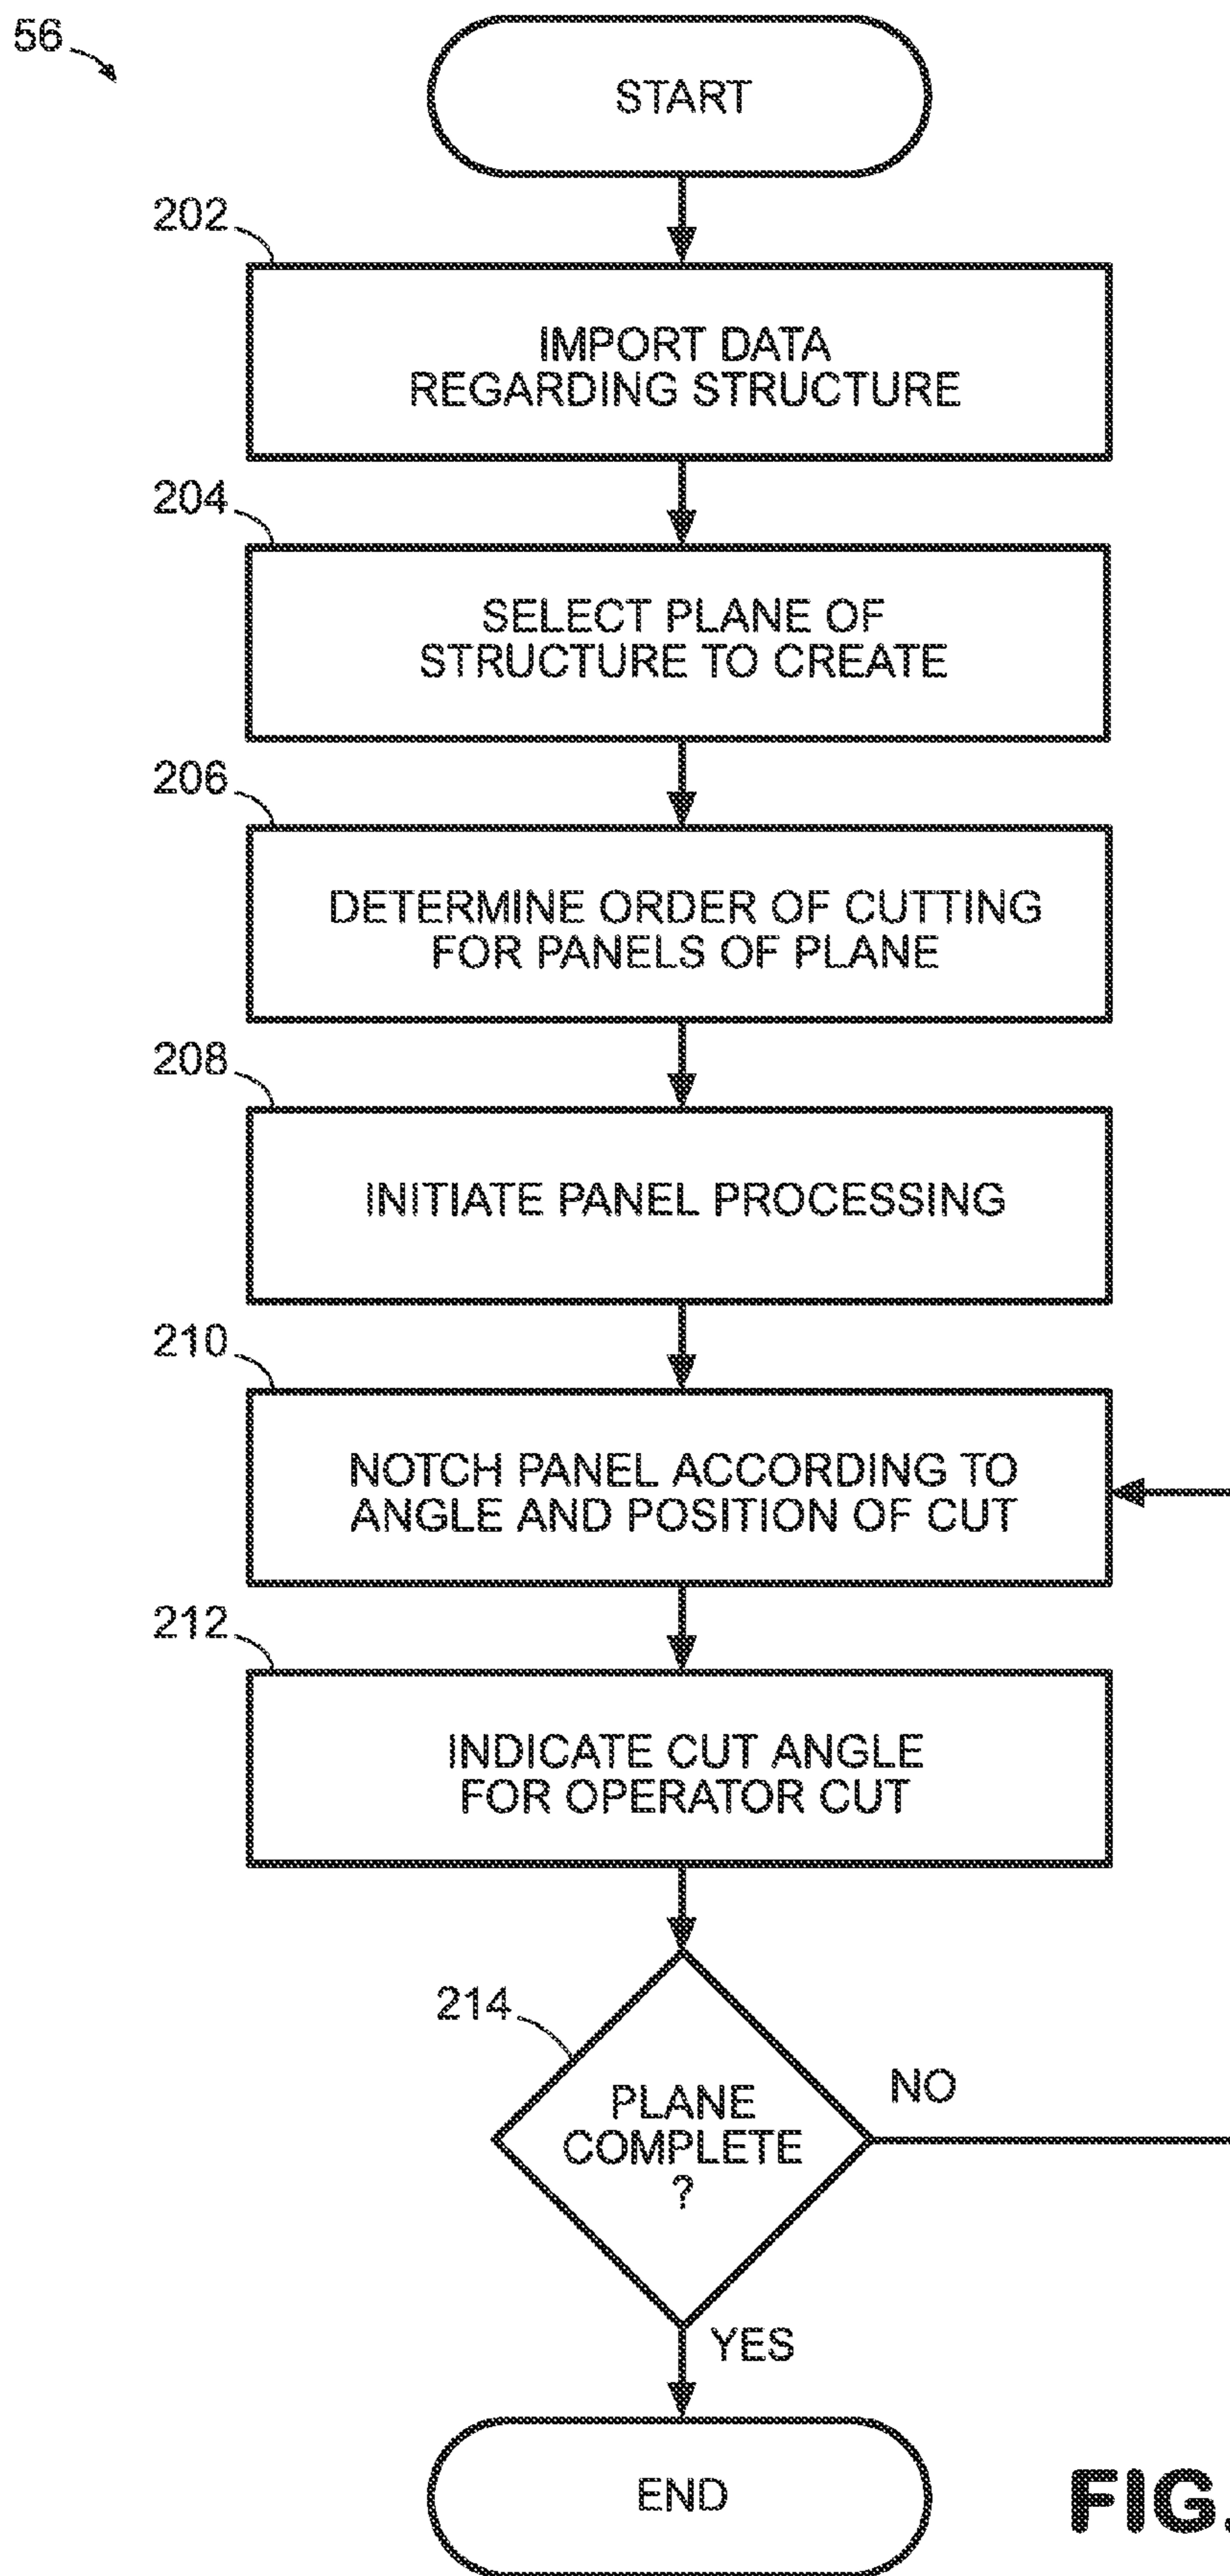 56
START
202
IMPORT DATA
REGARDING STRUCTURE
204
SELECT PLANE OF
STRUCTURE TO CREATE
206
DETERMINE ORDER OF CUTTING
FOR PANELS OF PLANE
208
INITIATE PANEL PROCESSING
210
NOTCH PANEL ACCORDING TO
ANGLE AND POSITION OF CUT
212
INDICATE CUT ANGLE
FOR OPERATOR CUT
214
PLANE
COMPLETE
?
NO
YES
END
FIG.